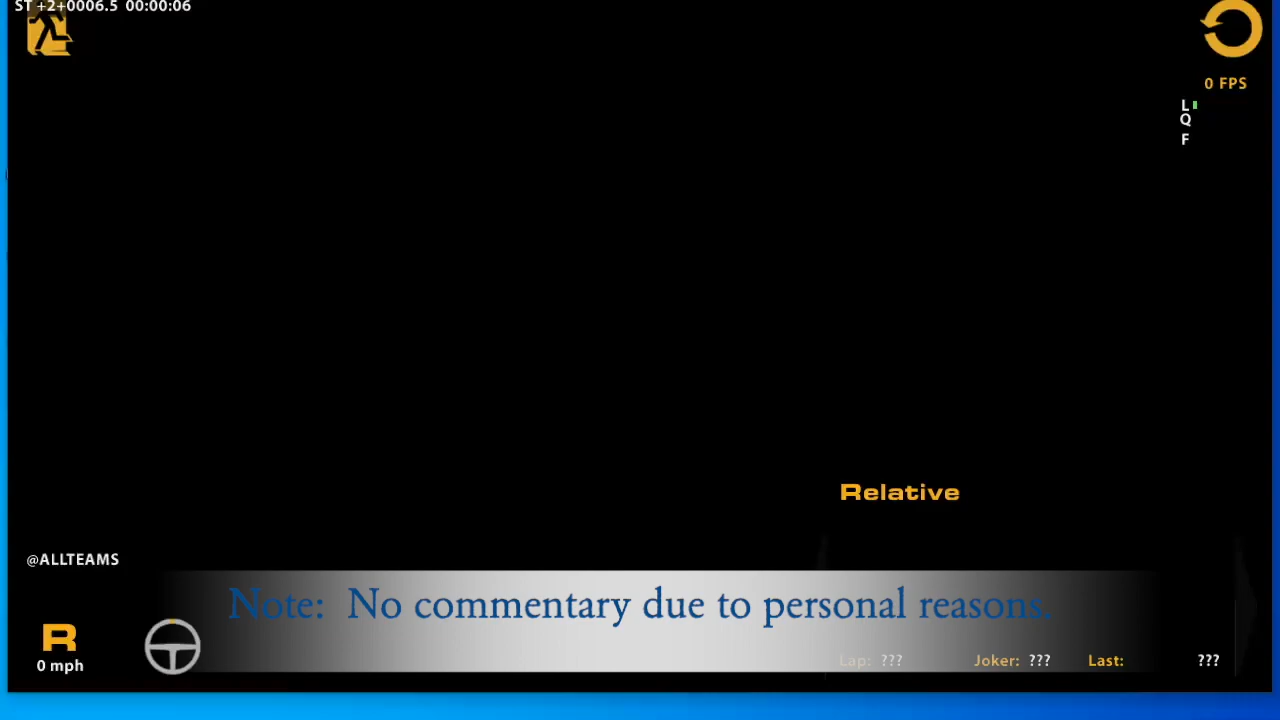 ST +2+0006.5 00:00:06
0 FPS
L
Q
F
Relative
@ALLTEAMS
Note: No commentary due to personal reasons.
R
0 mph
Lap: ??? Joker: ??? Last: ???